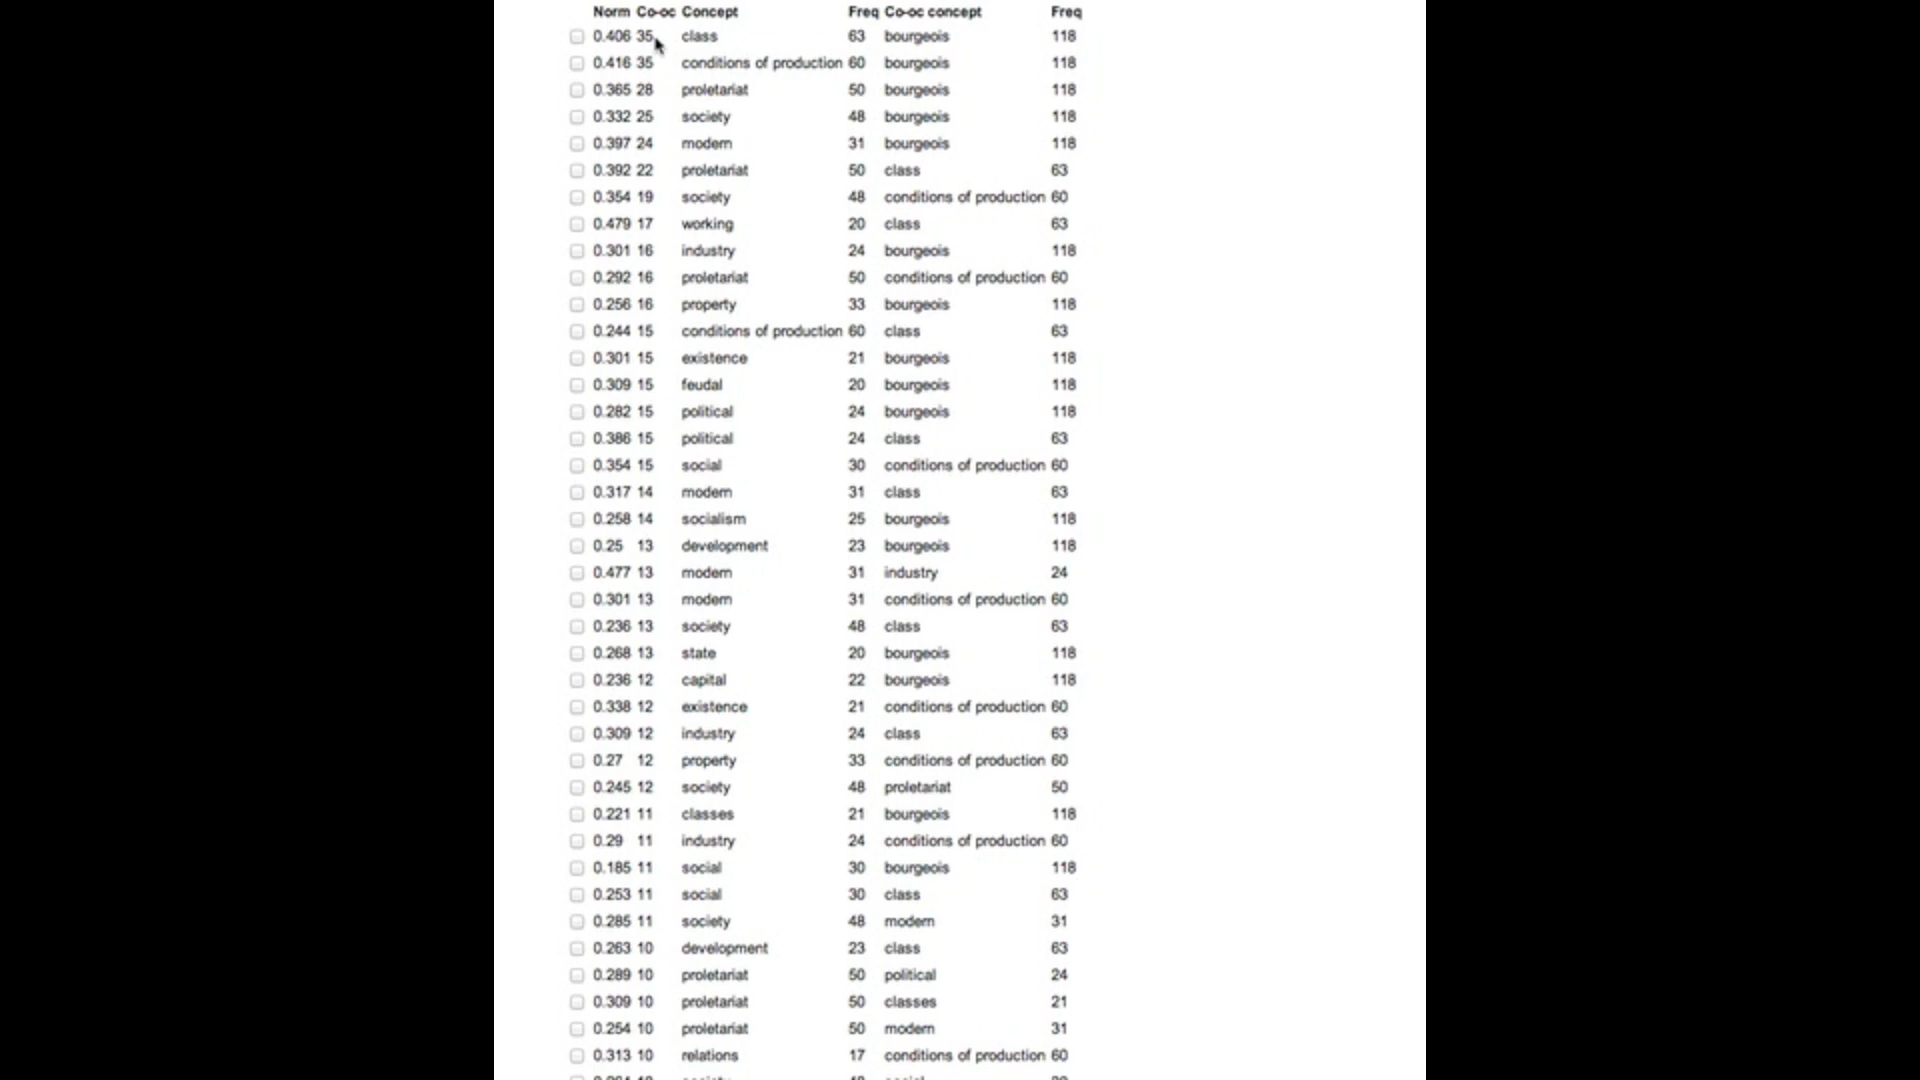 Norm Co-oc Concept Freq Co-oc concept Freq
0.406 35 class 63 bourgeois 118
0.416 35 conditions of production 60 bourgeois 118
0.365 28 proletariat 50 bourgeois 118
0.332 25 society 48 bourgeois 118
0.397 24 modern 31 bourgeois 118
0.392 22 proletariat 50 class 63
0.354 19 society 48 conditions of production 60
0.479 17 working 20 class 63
0.301 16 industry 24 bourgeois 118
0.292 16 proletariat 50 conditions of production 60
0.256 16 property 33 bourgeois 118
0.244 15 conditions of production 60 class 63
0.301 15 existence 21 bourgeois 118
0.309 15 feudal 20 bourgeois 118
0.282 15 political 24 bourgeois 118
0.386 15 political 24 class 63
0.354 15 social 30 conditions of production 60
0.317 14 modern 31 class 63
0.258 14 socialism 25 bourgeois 118
0.25 13 development 23 bourgeois 118
0.477 13 modern 31 industry 24
0.301 13 modern 31 conditions of production 60
0.236 13 society 48 class 63
0.268 13 state 20 bourgeois 118
0.236 12 capital 22 bourgeois 118
0.338 12 existence 21 conditions of production 60
0.309 12 industry 24 class 63
0.27 12 property 33 conditions of production 60
0.245 12 society 48 proletariat 50
0.221 11 classes 21 bourgeois 118
0.29 11 industry 24 conditions of production 60
0.185 11 social 30 bourgeois 118
0.253 11 social 30 class 63
0.285 11 society 48 modern 31
0.263 10 development 23 class 63
0.289 10 proletariat 50 political 24
0.309 10 proletariat 50 classes 21
0.254 10 proletariat 50 modern 31
0.313 10 relations 17 conditions of production 60